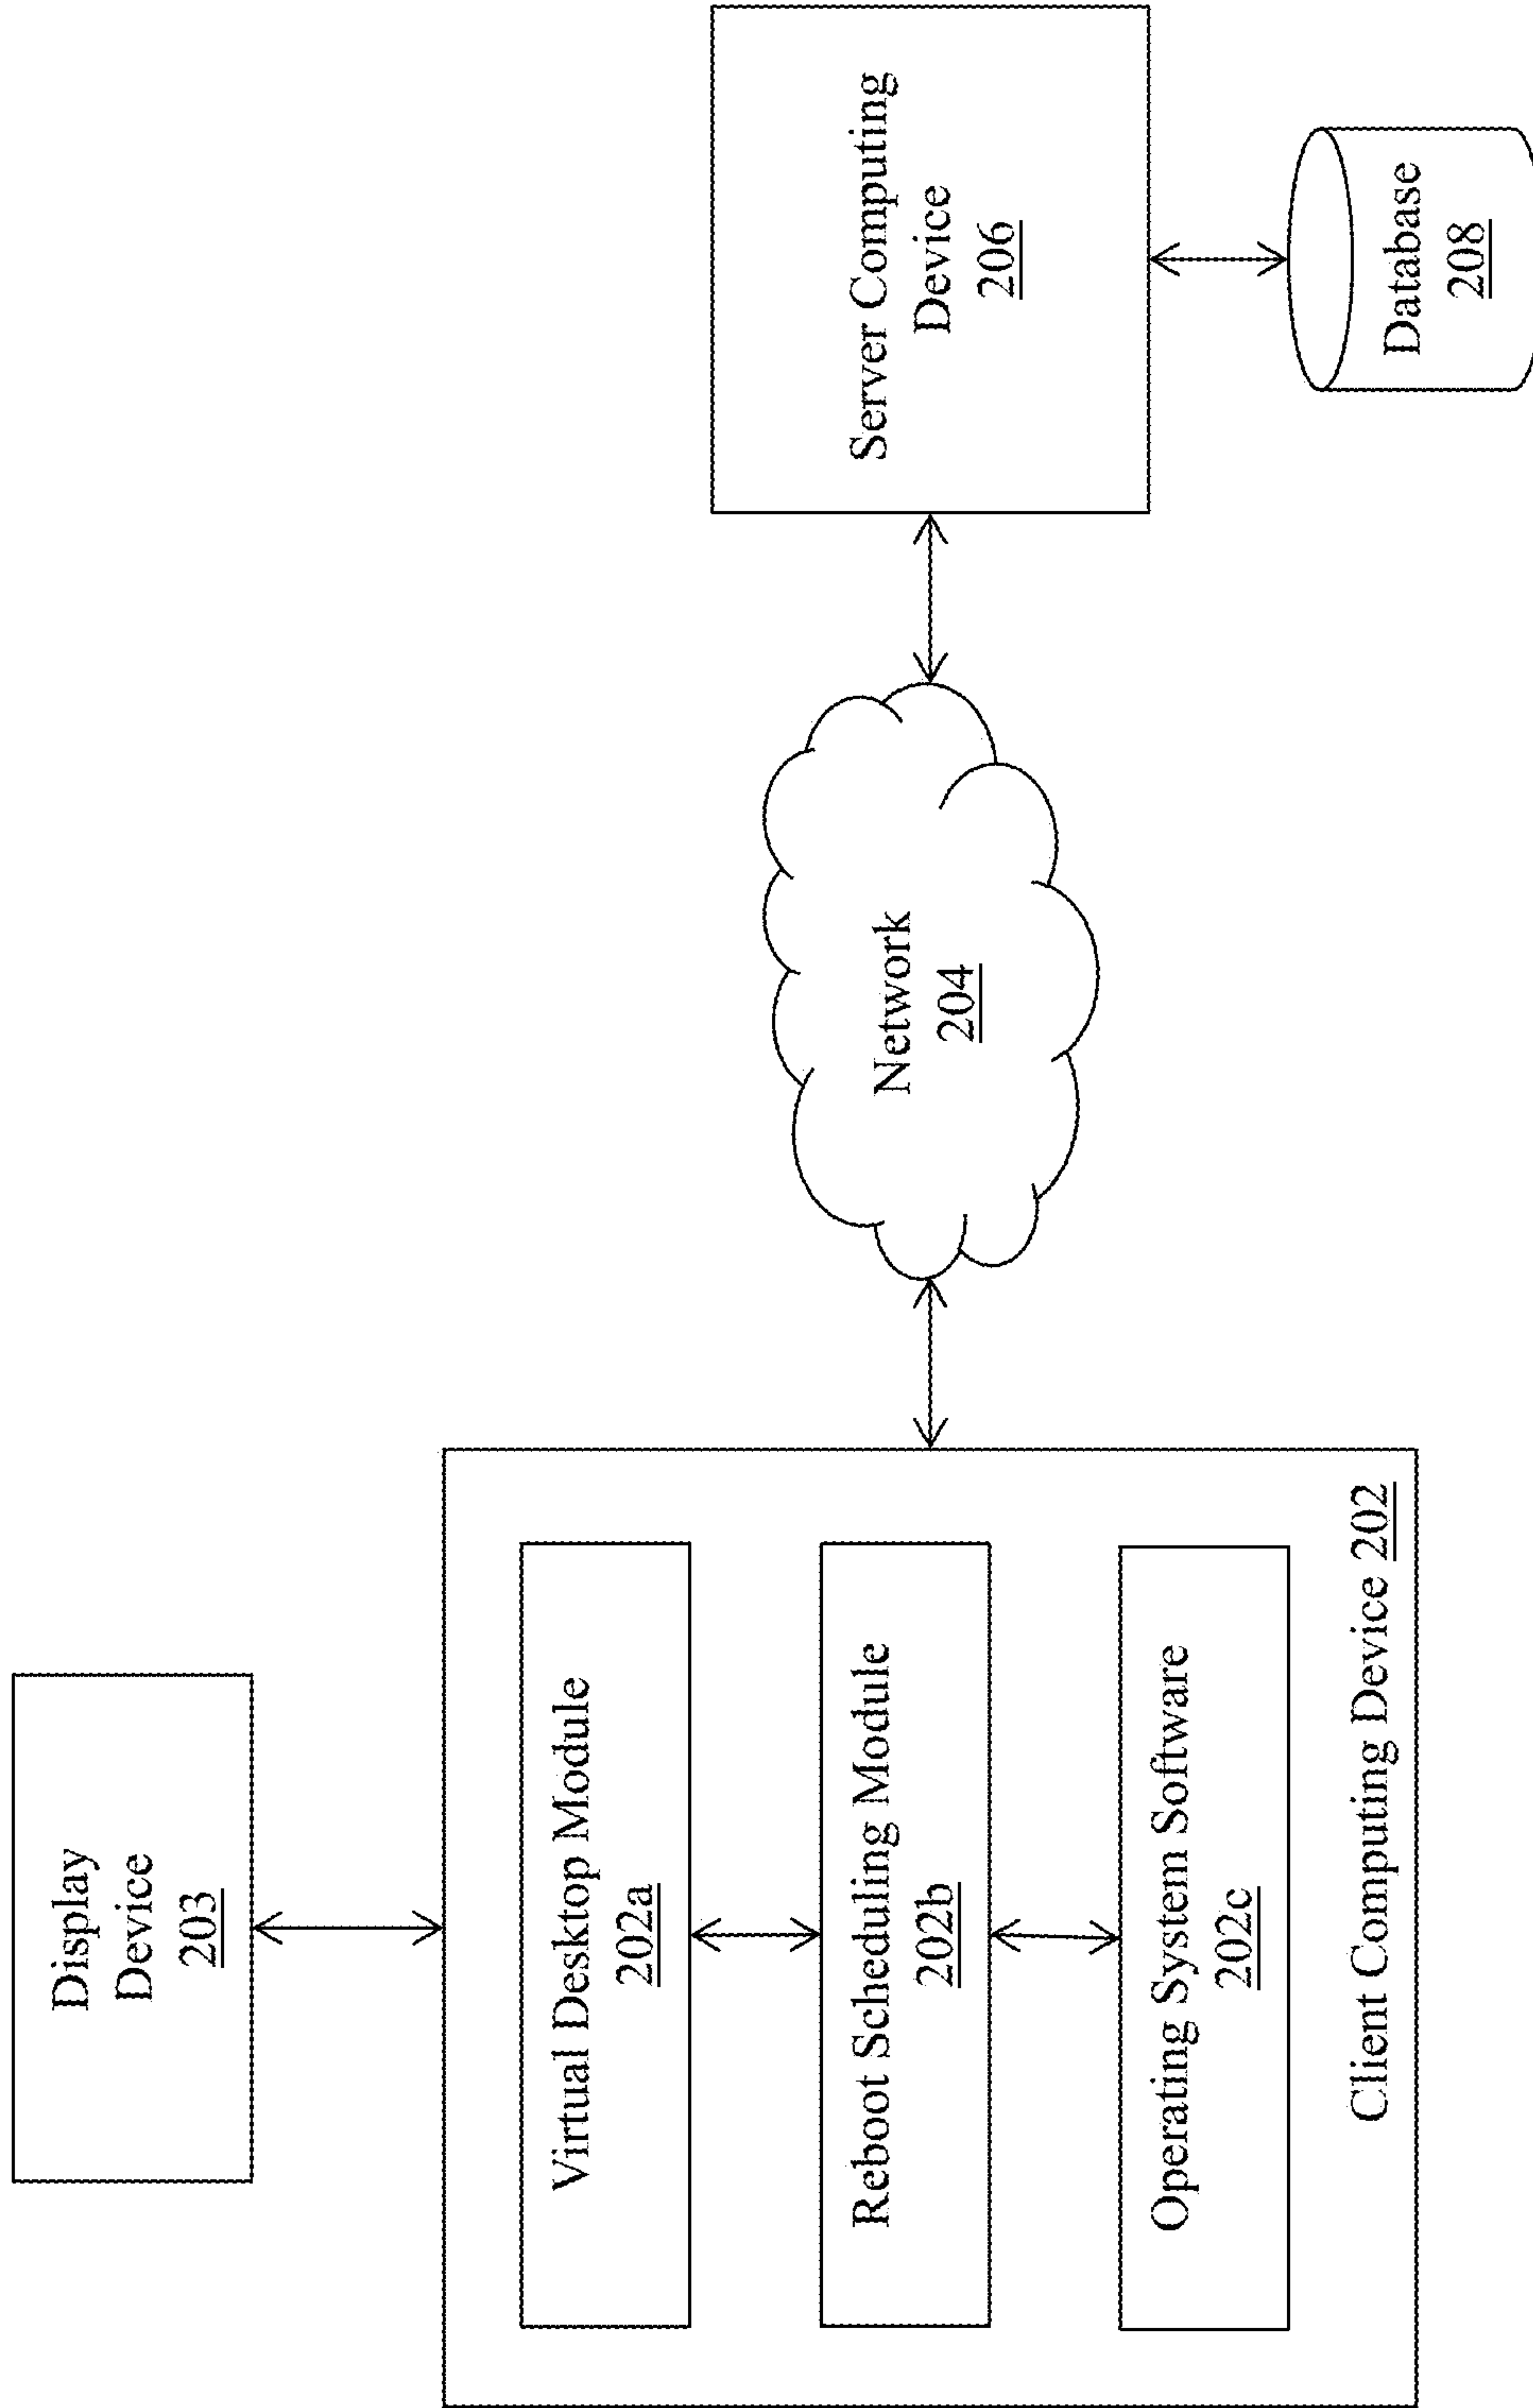 Display
Device
203
Virtual Desktop Module
202a
Reboot Scheduling Module
202b
Operating System Software
202c
Client Computing Device 202
Network
204
Server Computing
Device
206
Database
208